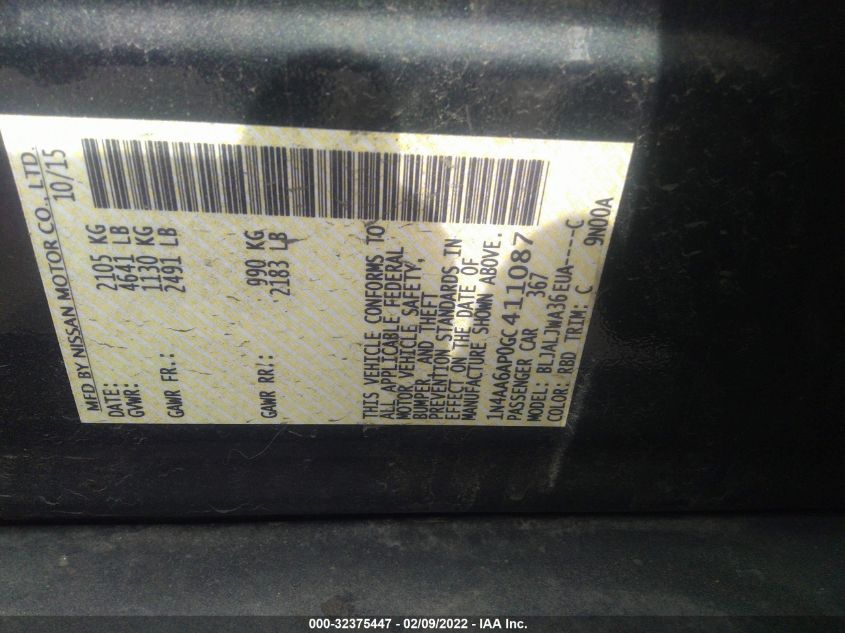 MFD BY NISSAN MOTOR CO., LTD.
DATE: 10/15
GVWR: 2105 KG
4641 LB
GAWR FR.: 1130 KG
2491 LB
GAWR RR.: 990 KG
2183 LB
THIS VEHICLE CONFORMS TO
ALL APPLICABLE FEDERAL
MOTOR VEHICLE SAFETY,
BUMPER, AND THEFT
PREVENTION STANDARDS IN
EFFECT ON THE DATE OF
MANUFACTURE SHOWN ABOVE.
1N4AA6AP0GC411087
PASSENGER CAR 367
MODEL: BLJALJWA36EUA-----C
COLOR: RBD TRIM: C 9N00A
000-32375447 - 02/09/2022 - IAA Inc.